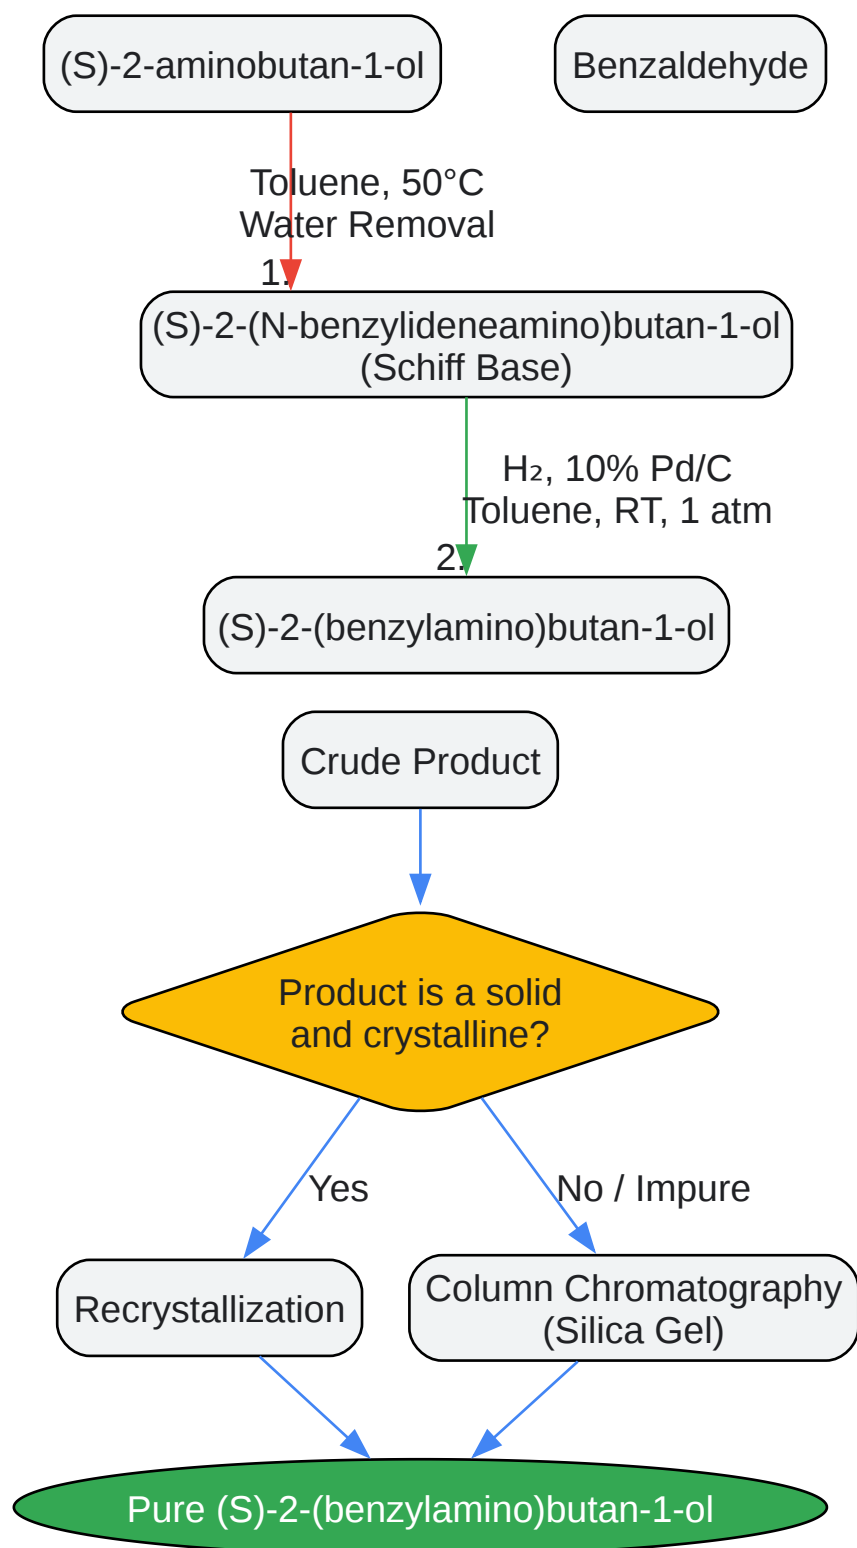 (S)-2-aminobutan-1-ol
Benzaldehyde
Toluene, 50°C
Water Removal
1.
(S)-2-(N-benzylideneamino)butan-1-ol
(Schiff Base)
H₂, 10% Pd/C
Toluene, RT, 1 atm
2.
(S)-2-(benzylamino)butan-1-ol
Crude Product
Product is a solid
and crystalline?
Yes
No / Impure
Recrystallization
Column Chromatography
(Silica Gel)
Pure (S)-2-(benzylamino)butan-1-ol